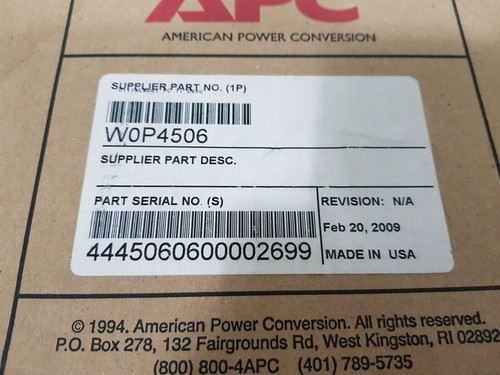 APC
AMERICAN POWER CONVERSION
SUPPLIER PART NO. (1P)
W0P4506
SUPPLIER PART DESC.
PART SERIAL NO. (S)
4445060600002699
REVISION: N/A
Feb 20, 2009
MADE IN USA
© 1994. American Power Conversion. All rights reserved.
P.O. Box 278, 132 Fairgrounds Rd, West Kingston, RI 02892
(800) 800-4APC (401) 789-5735